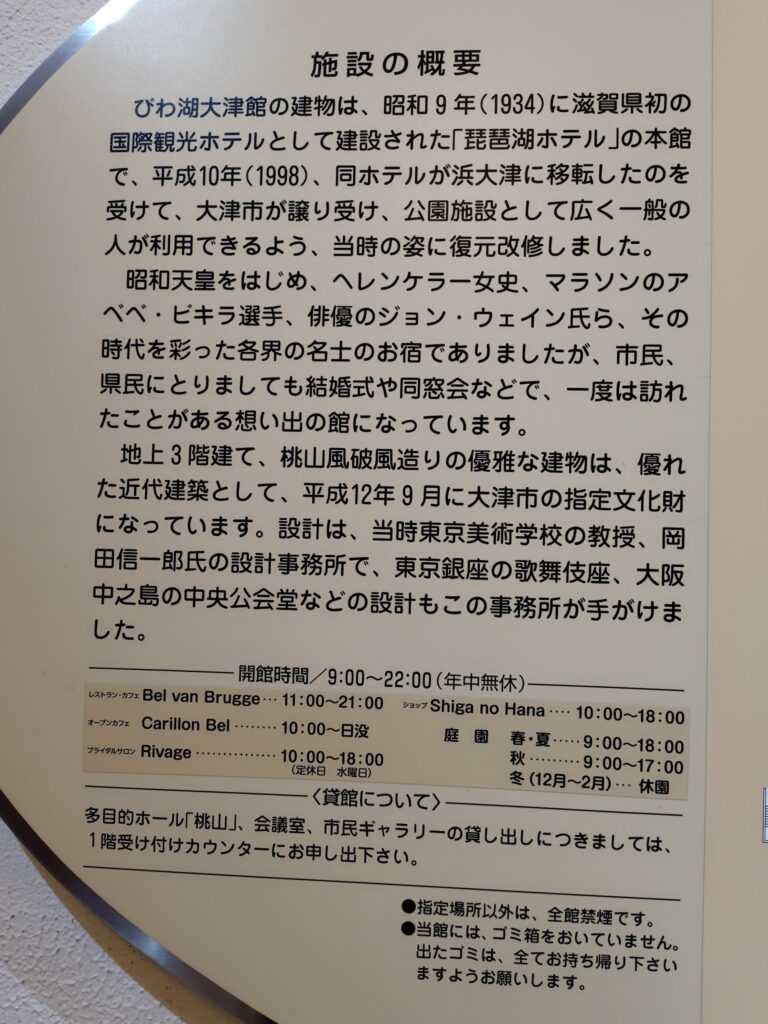 施設の概要
びわ湖大津館の建物は、昭和9年(1934)に滋賀県初の
国際観光ホテルとして建設された「琵琶湖ホテル」の本館
で、平成10年(1998)、同ホテルが浜大津に移転したのを
受けて、大津市が譲り受け、公園施設として広く一般の
人が利用できるよう、当時の姿に復元改修しました。
昭和天皇をはじめ、ヘレンケラー女史、マラソンのア
ベベ・ビキラ選手、俳優のジョン・ウェイン氏ら、その
時代を彩った各界の名士のお宿でありましたが、市民、
県民にとりましても結婚式や同窓会などで、一度は訪れ
たことがある想い出の館になっています。
地上3階建て、桃山風破風造りの優雅な建物は、優れ
た近代建築として、平成12年9月に大津市の指定文化財
になっています。設計は、当時東京美術学校の教授、岡
田信一郎氏の設計事務所で、東京銀座の歌舞伎座、大阪
中之島の中央公会堂などの設計もこの事務所が手がけま
した。
開館時間/9:00〜22:00(年中無休)
レストラン・カフェ Bel van Brugge… 11:00〜21:00
オープンカフェ Carillon Bel ……… 10:00〜日没
ブライダルサロン Rivage …………… 10:00〜18:00
(定休日 水曜日)
ショップ Shiga no Hana …. 10:00〜18:00
庭園 春・夏…… 9:00〜18:00
秋 ……… 9:00〜17:00
冬(12月〜2月)… 休園
〈貸館について〉
多目的ホール「桃山」、会議室、市民ギャラリーの貸し出しにつきましては、
1階受け付けカウンターにお申し出下さい。
●指定場所以外は、全館禁煙です。
●当館には、ゴミ箱をおいていません。
出たゴミは、全てお持ち帰り下さい
ますようお願いします。